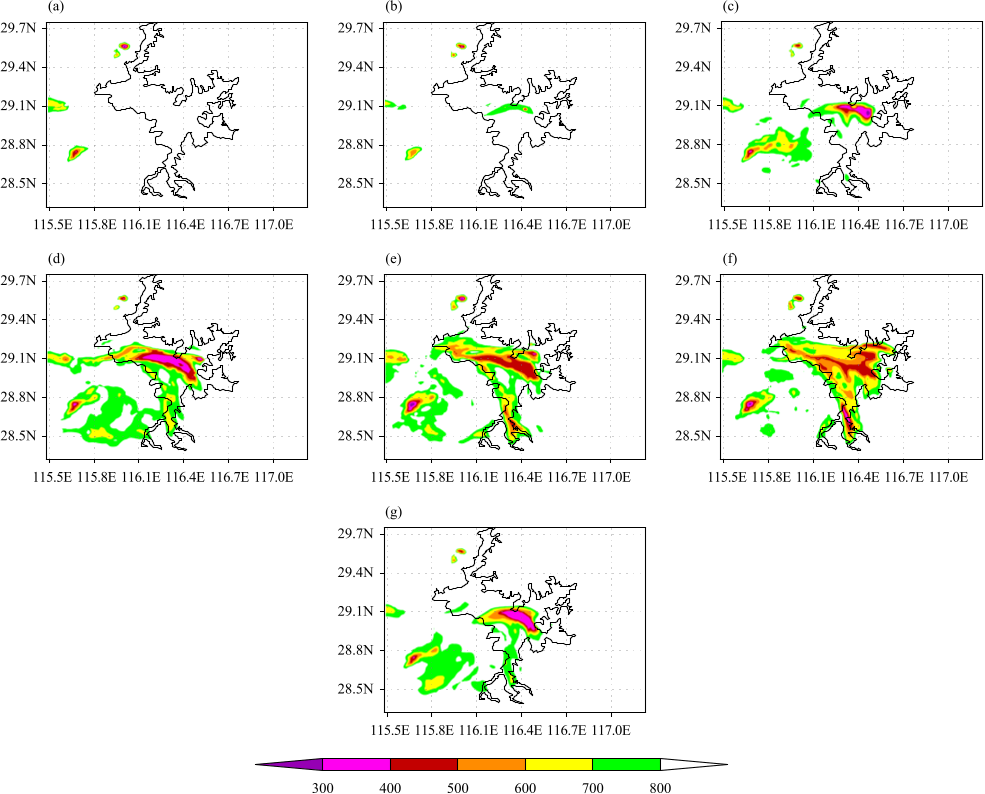 (a) (b) (c)
29.7N 29.7N 29.7N
29.4N 29.4N 29.4N
29.1N 29.1N 29.1N
28.8N 28.8N 28.8N
28.5N 28.5N 28.5N
115.5E 115.8E 116.1E 116.4E 116.7E 117.0E 115.5E 115.8E 116.1E 116.4E 116.7E 117.0E 115.5E 115.8E 116.1E 116.4E 116.7E 117.0E
(d) (e) (f)
29.7N 29.7N 29.7N
29.4N 29.4N 29.4N
29.1N 29.1N 29.1N
28.8N 28.8N 28.8N
28.5N 28.5N 28.5N
115.5E 115.8E 116.1E 116.4E 116.7E 117.0E 115.5E 115.8E 116.1E 116.4E 116.7E 117.0E 115.5E 115.8E 116.1E 116.4E 116.7E 117.0E
(g)
29.7N
29.4N
29.1N
28.8N
28.5N
115.5E 115.8E 116.1E 116.4E 116.7E 117.0E
300 400 500 600 700 800